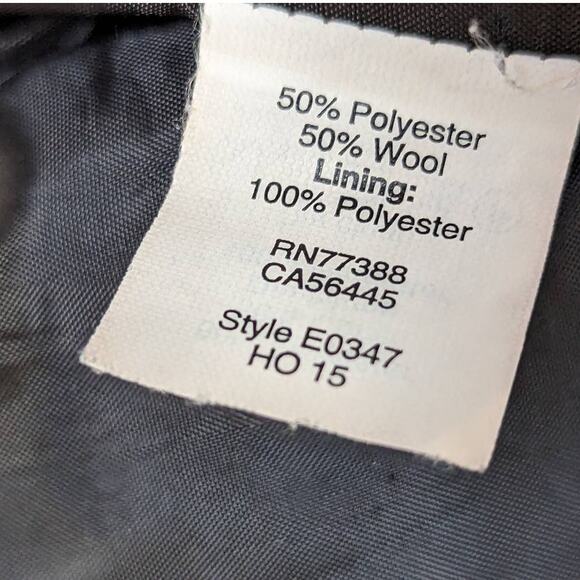 50% Polyester
50% Wool
Lining:
100% Polyester
RN77388
CA56445
Style E0347
HO 15